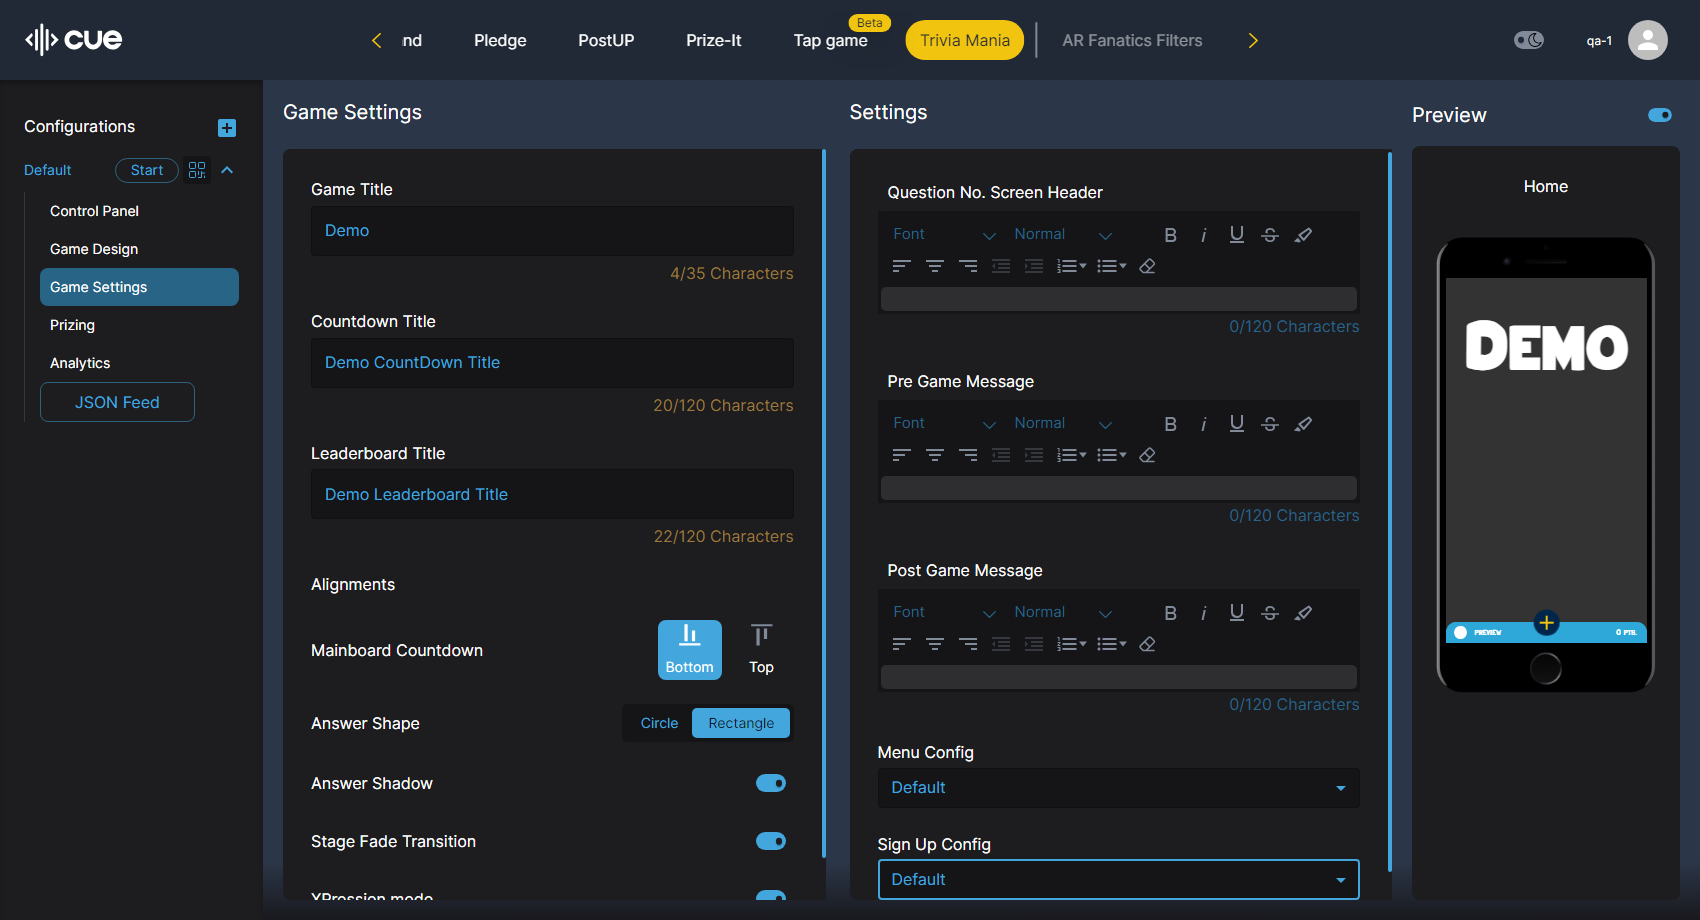 cue
nd
Pledge
PostUP
Prize-It
Tap game
Beta
Trivia Mania
AR Fanatics Filters
qa-1
Configurations
Default
Start
Control Panel
Game Design
Game Settings
Prizing
Analytics
JSON Feed
Game Settings
Game Title
Demo
4/35 Characters
Countdown Title
Demo CountDown Title
20/120 Characters
Leaderboard Title
Demo Leaderboard Title
22/120 Characters
Alignments
Mainboard Countdown
Bottom
Top
Answer Shape
Circle
Rectangle
Answer Shadow
Stage Fade Transition
XPression mode
Settings
Question No. Screen Header
Font
Normal
B i U S
0/120 Characters
Pre Game Message
Font
Normal
B i U S
0/120 Characters
Post Game Message
Font
Normal
B i U S
0/120 Characters
Menu Config
Default
Sign Up Config
Default
Preview
Home
DEMO
PREVIEW
0 PTS.